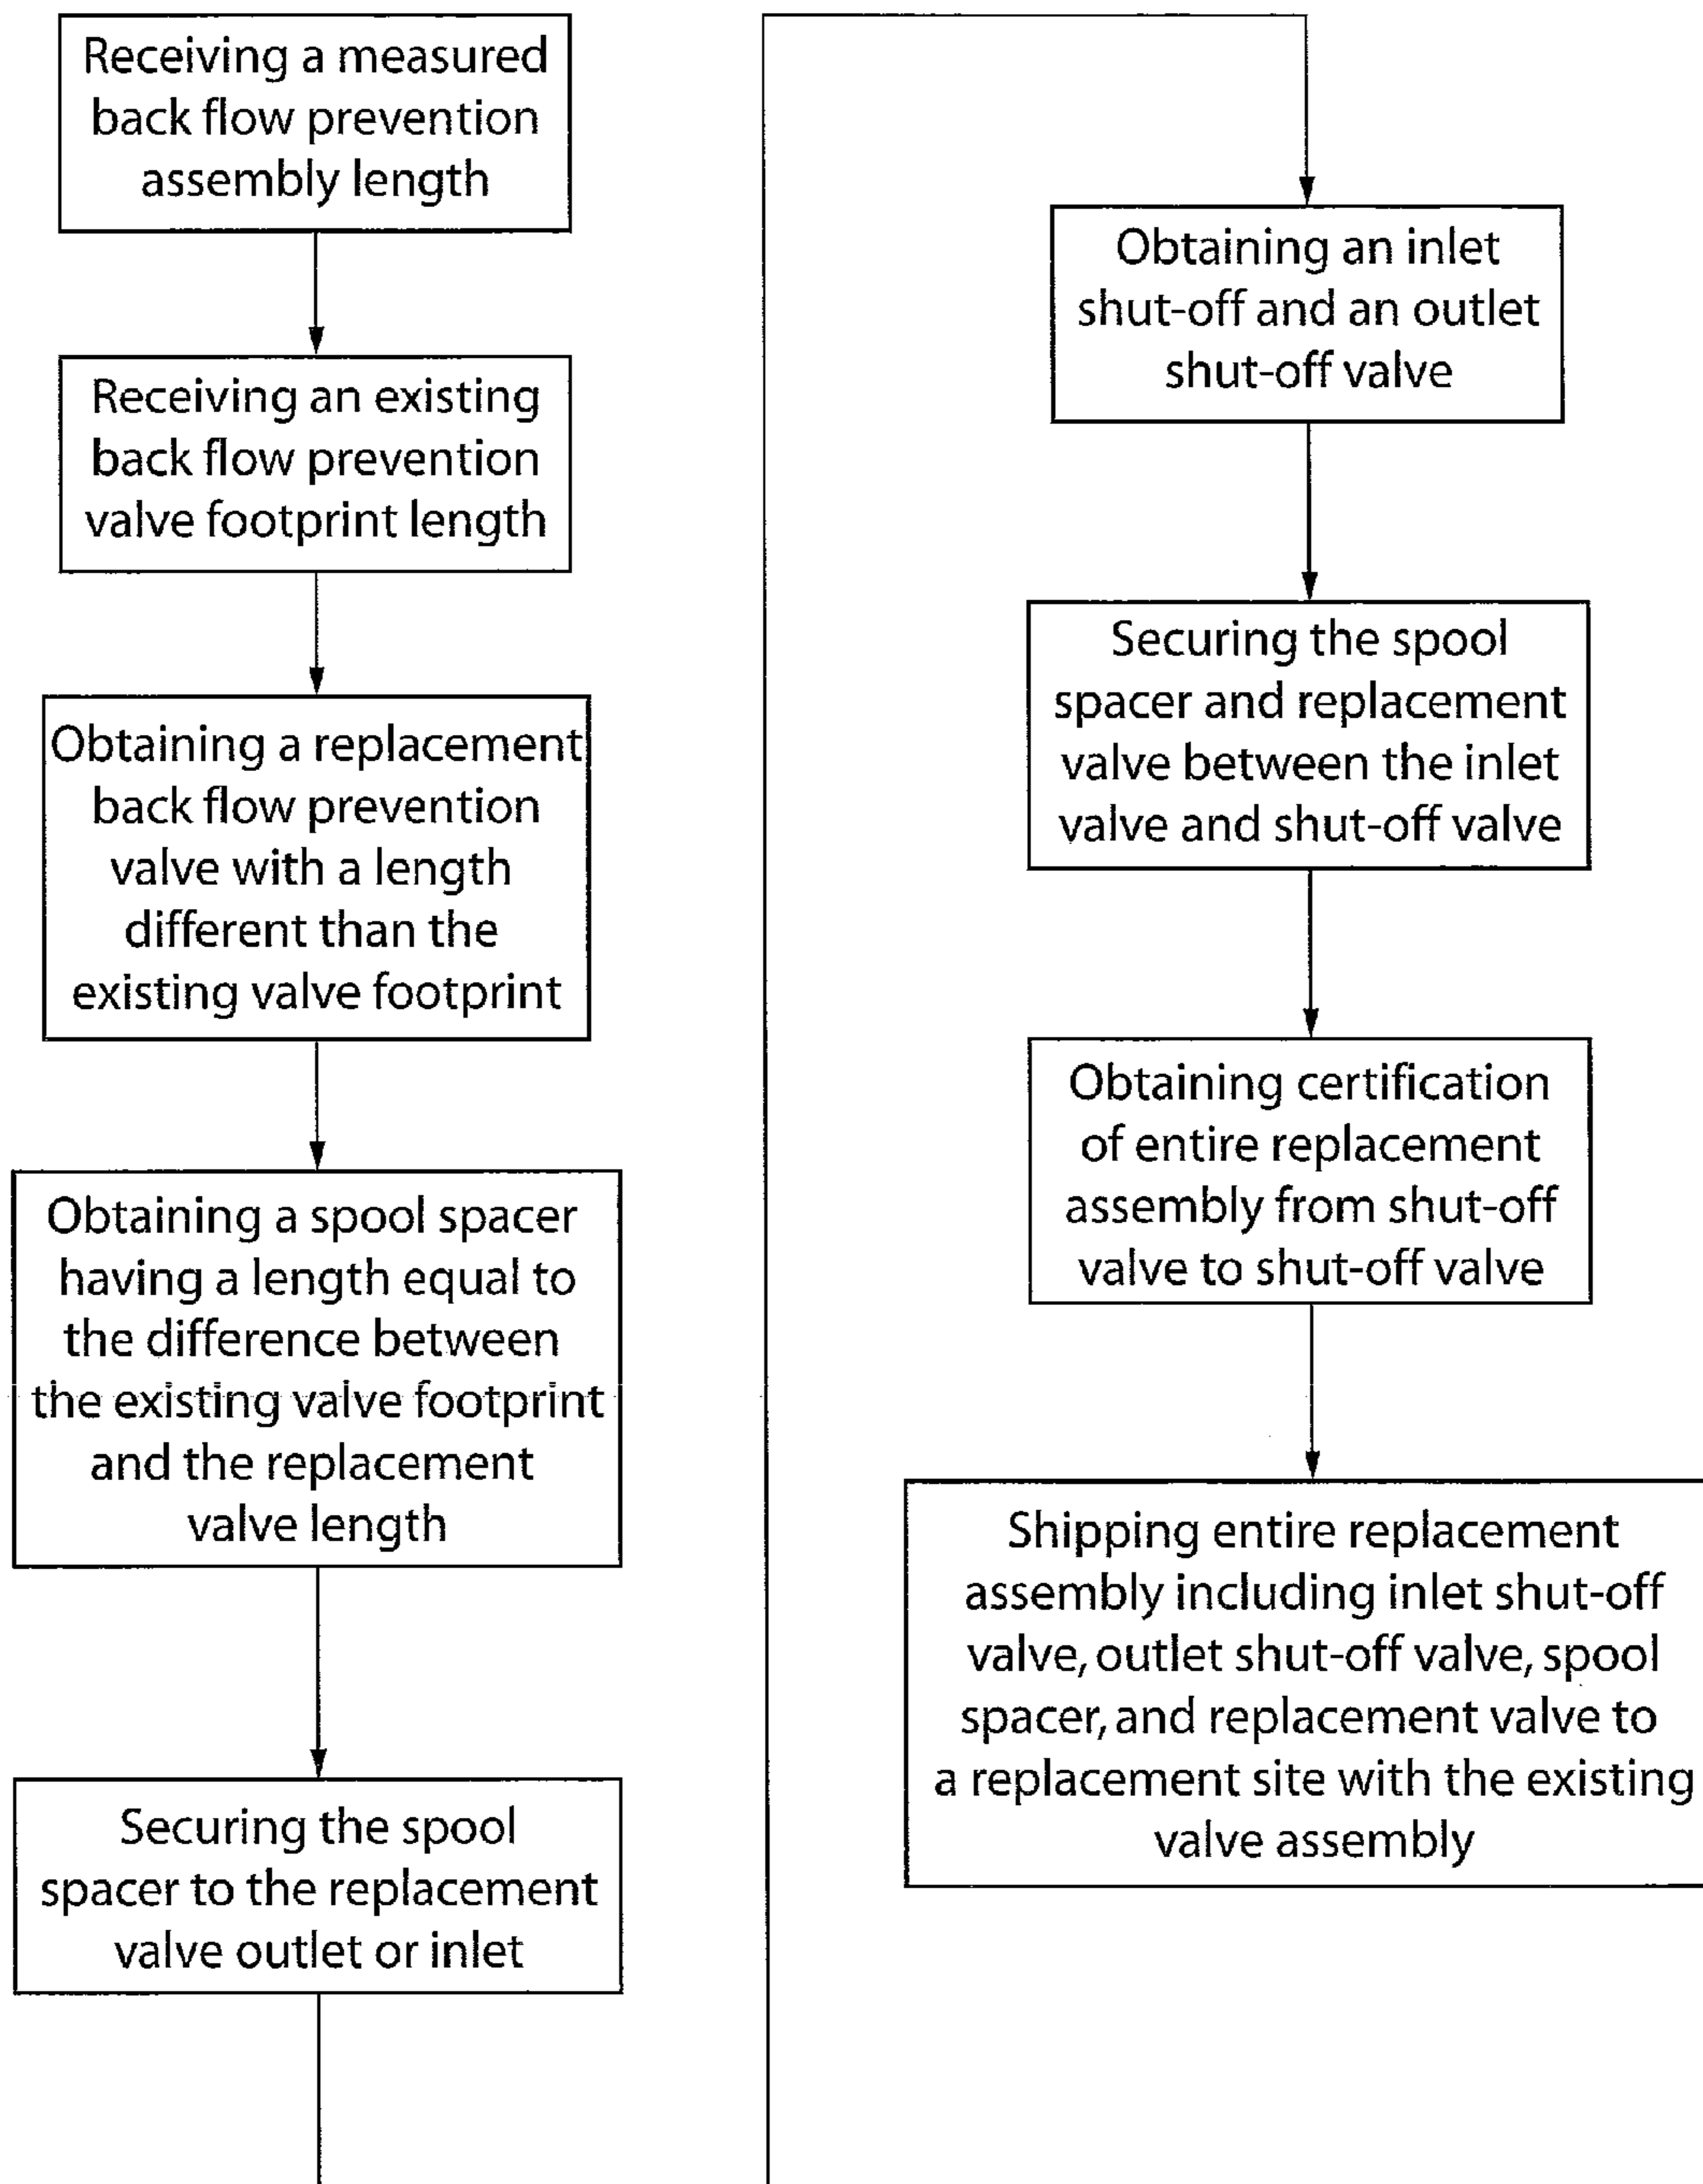 Receiving a measured
back flow prevention
assembly length
Receiving an existing
back flow prevention
valve footprint length
Obtaining a replacement
back flow prevention
valve with a length
different than the
existing valve footprint
Obtaining a spool spacer
having a length equal to
the difference between
the existing valve footprint
and the replacement
valve length
Securing the spool
spacer to the replacement
valve outlet or inlet
Obtaining an inlet
shut-off and an outlet
shut-off valve
Securing the spool
spacer and replacement
valve between the inlet
valve and shut-off valve
Obtaining certification
of entire replacement
assembly from shut-off
valve to shut-off valve
Shipping entire replacement
assembly including inlet shut-off
valve, outlet shut-off valve, spool
spacer, and replacement valve to
a replacement site with the existing
valve assembly